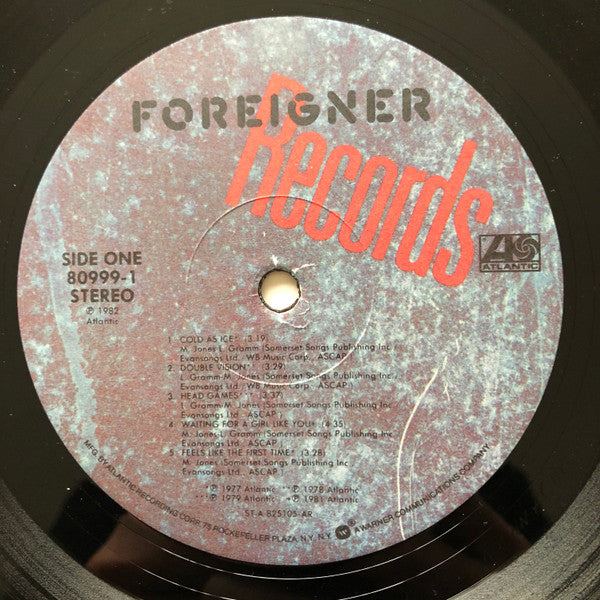 FOREIGNER
Records
SIDE ONE
80999-1
STEREO
℗ 1982
Atlantic
ATLANTIC
1. COLD AS ICE* (3:19)
M. Jones-L. Gramm (Somerset Songs Publishing Inc.
Evansongs Ltd./WB Music Corp., ASCAP)
2. DOUBLE VISION** (3:29)
L. Gramm-M. Jones (Somerset Songs Publishing Inc.
Evansongs Ltd./WB Music Corp., ASCAP)
3. HEAD GAMES*** (3:37)
L. Gramm-M. Jones (Somerset Songs Publishing Inc.
Evansongs Ltd., ASCAP)
4. WAITING FOR A GIRL LIKE YOU+ (4:35)
M. Jones-L. Gramm (Somerset Songs Publishing Inc.
Evansongs Ltd., ASCAP)
5. FEELS LIKE THE FIRST TIME† (3:28)
M. Jones (Somerset Songs Publishing Inc.
Evansongs Ltd., ASCAP)
*℗ 1977 Atlantic **℗ 1978 Atlantic
***℗ 1979 Atlantic +℗ 1981 Atlantic
ST-A-825105-AR
MFG. BY ATLANTIC RECORDING CORP., 75 ROCKEFELLER PLAZA, N.Y., N.Y. ⓦ® A WARNER COMMUNICATIONS COMPANY